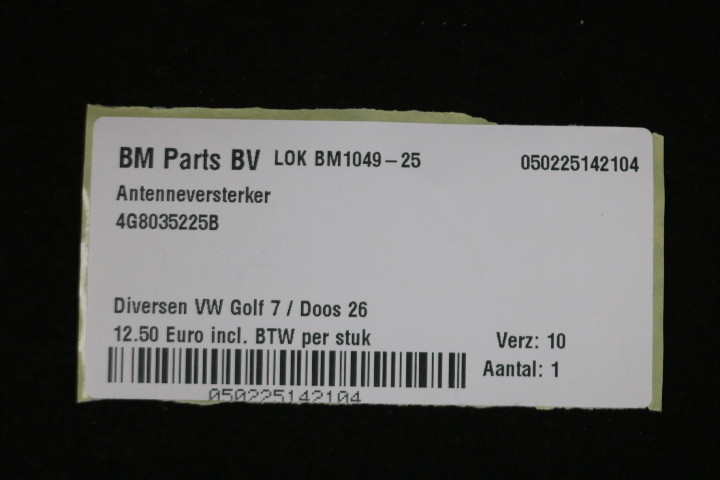 BM Parts BV LOK BM1049-25 050225142104
Antenneversterker
4G8035225B
Diversen VW Golf 7 / Doos 26
12.50 Euro incl. BTW per stuk
Verz: 10
Aantal: 1
050225142104